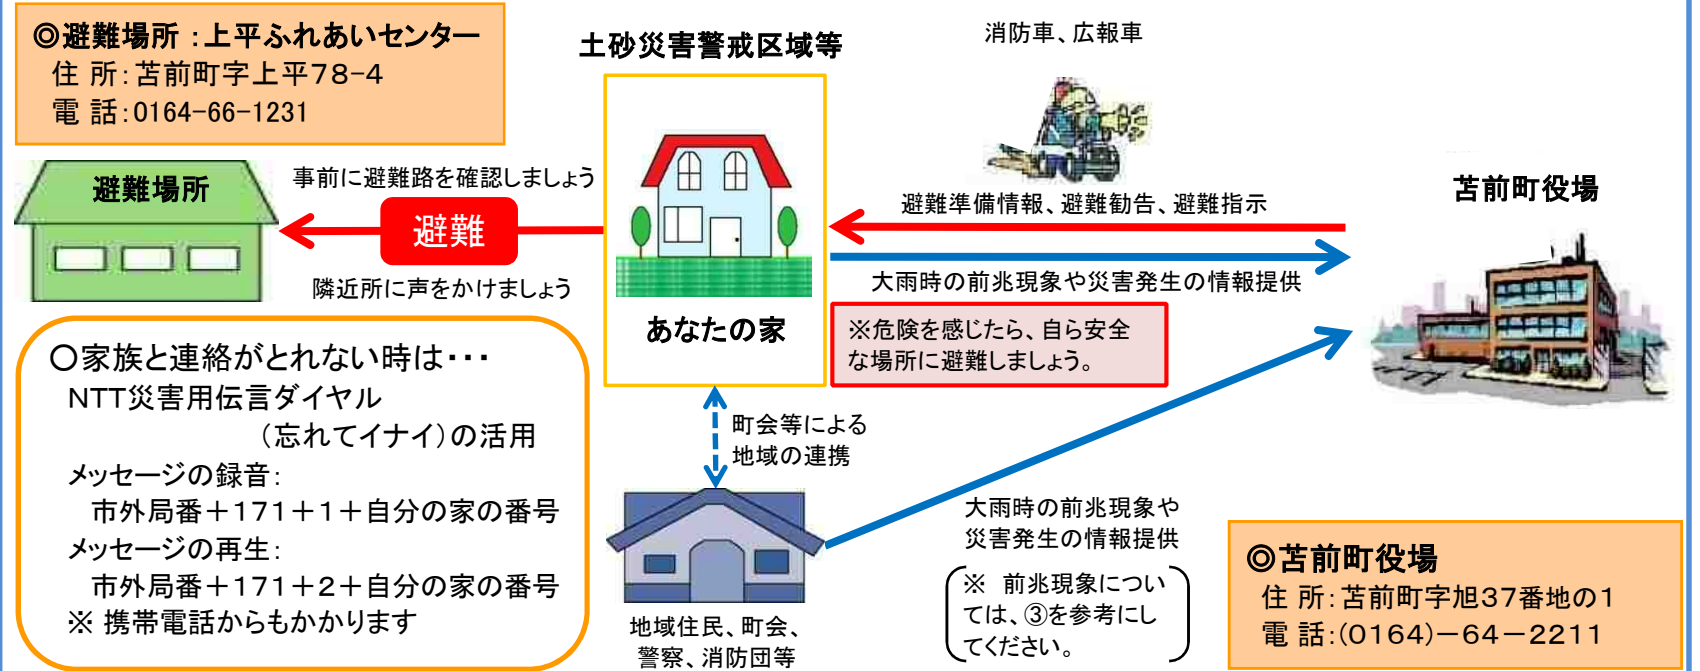 ◎避難場所：上平ふれあいセンター
住 所：苫前町字上平78-4
電 話：0164-66-1231
土砂災害警戒区域等
消防車、広報車
避難場所
事前に避難路を確認しましょう
避難
隣近所に声をかけましょう
あなたの家
避難準備情報、避難勧告、避難指示
大雨時の前兆現象や災害発生の情報提供
※危険を感じたら、自ら安全
な場所に避難しましょう。
苫前町役場
〇家族と連絡がとれない時は・・・
NTT災害用伝言ダイヤル
（忘れてイナイ）の活用
メッセージの録音：
市外局番＋171＋1＋自分の家の番号
メッセージの再生：
市外局番＋171＋2＋自分の家の番号
※ 携帯電話からもかかります
町会等による
地域の連携
地域住民、町会、
警察、消防団等
大雨時の前兆現象や
災害発生の情報提供
※ 前兆現象につい
ては、③を参考にし
てください。
◎苫前町役場
住 所：苫前町字旭37番地の1
電 話：(0164)－64－2211